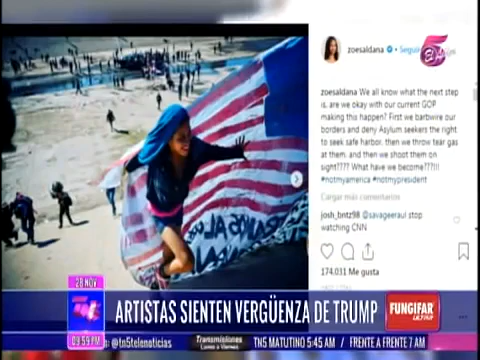 zoesaldana
Seguir
5
zoesaldana We all know what the next step
is, are we okay with our current GOP
making this happen? First we barbwire our
borders and deny Asylum seekers the right
to seek safe harbor, then we throw tear gas
at them, and then we shoot them on
sight???? What have we become???!!!
#notmyamerica #notmypresident
Cargar más comentarios
josh_bntz98 @savageeraul stop
watching CNN
174.031 Me gusta
28 NOV
tn5
09:59 PM
ARTISTAS SIENTEN VERGÜENZA DE TRUMP
FUNGIFAR
ULTRA
: @tn5telenoticias
Transmisiones
Lunes a Viernes
TN5 MATUTINO 5:45 AM / FRENTE A FRENTE 7 AM